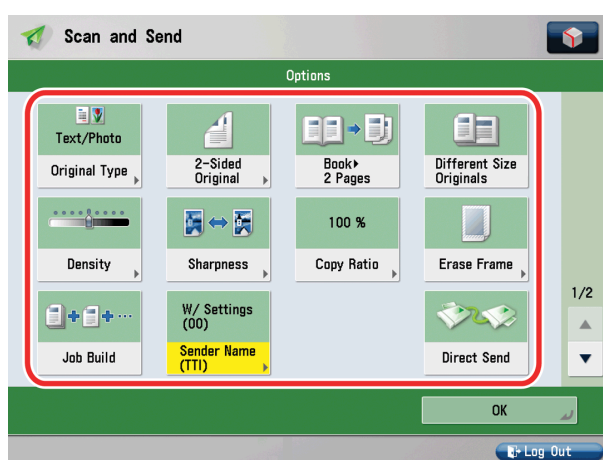 Scan and Send
Options
Text/Photo
Original Type
2-Sided
Original
Book▸
2 Pages
Different Size
Originals
Density
Sharpness
100 %
Copy Ratio
Erase Frame
1/2
Job Build
W/ Settings
(00)
Sender Name
(TTI)
Direct Send
OK
Log Out